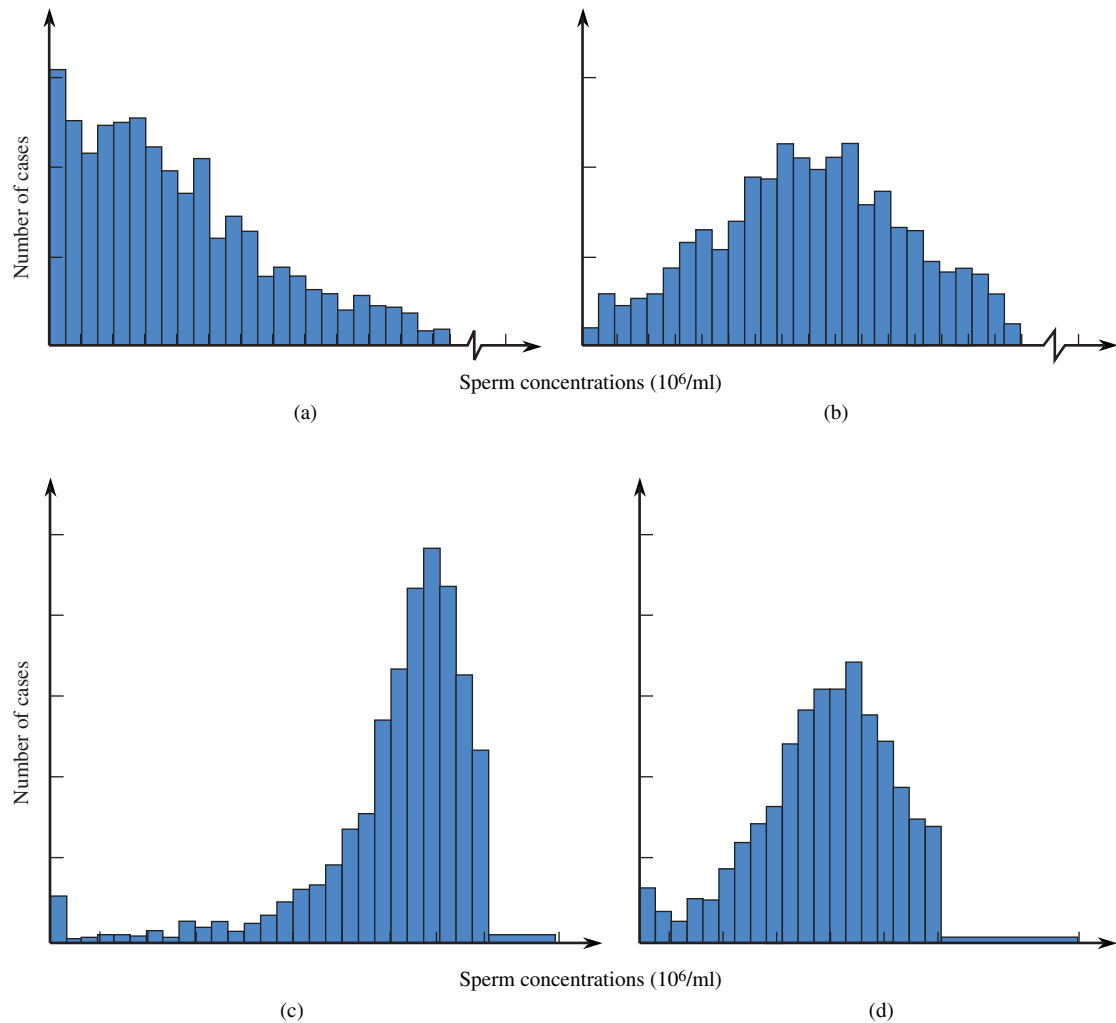 Number of cases
Sperm concentrations (10⁶/ml)
(a)
(b)
Number of cases
Sperm concentrations (10⁶/ml)
(c)
(d)